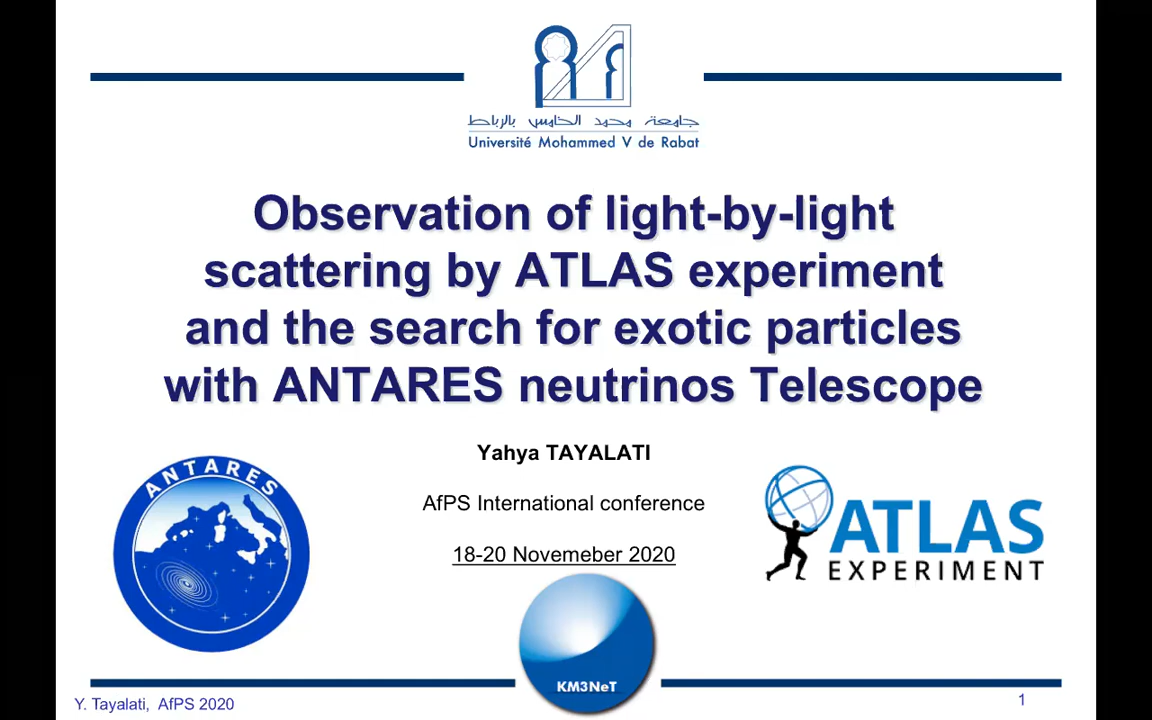 جامعة محمد الخامس بالرباط
Université Mohammed V de Rabat
Observation of light-by-light
scattering by ATLAS experiment
and the search for exotic particles
with ANTARES neutrinos Telescope
Yahya TAYALATI
AfPS International conference
18-20 Novemeber 2020
ANTARES
ATLAS
EXPERIMENT
KM3NeT
Y. Tayalati, AfPS 2020
1